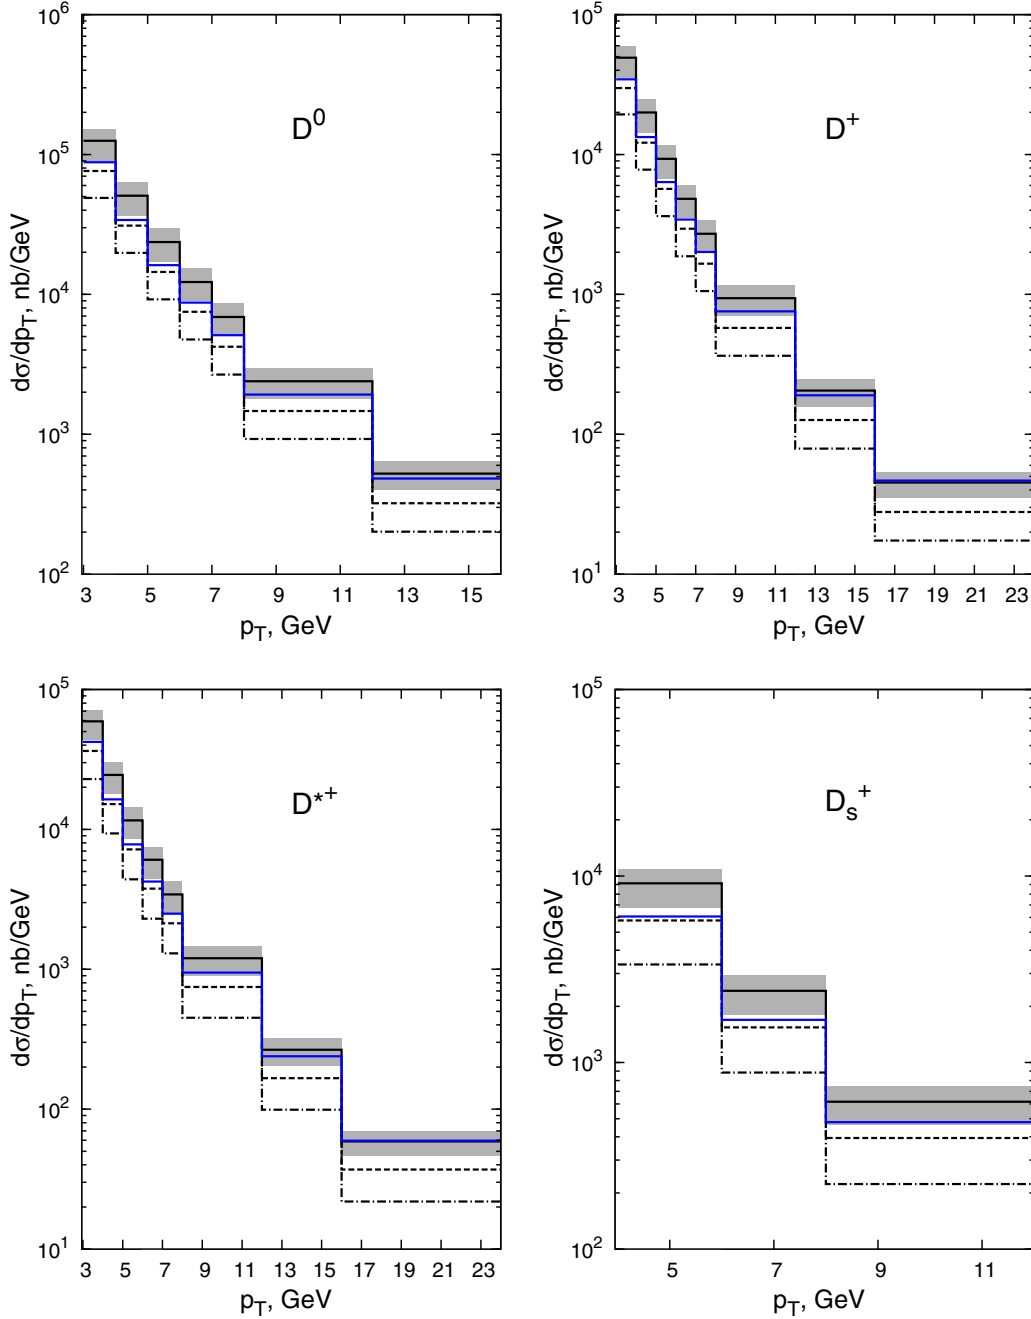 10^6
10^5
10^4
10^3
10^2
dσ/dp_T, nb/GeV
D^0
3 5 7 9 11 13 15
p_T, GeV
10^5
10^4
10^3
10^2
10^1
dσ/dp_T, nb/GeV
D^+
3 5 7 9 11 13 15 17 19 21 23
p_T, GeV
10^5
10^4
10^3
10^2
10^1
dσ/dp_T, nb/GeV
D*^+
3 5 7 9 11 13 15 17 19 21 23
p_T, GeV
10^5
10^4
10^3
10^2
dσ/dp_T, nb/GeV
D_s^+
5 7 9 11
p_T, GeV